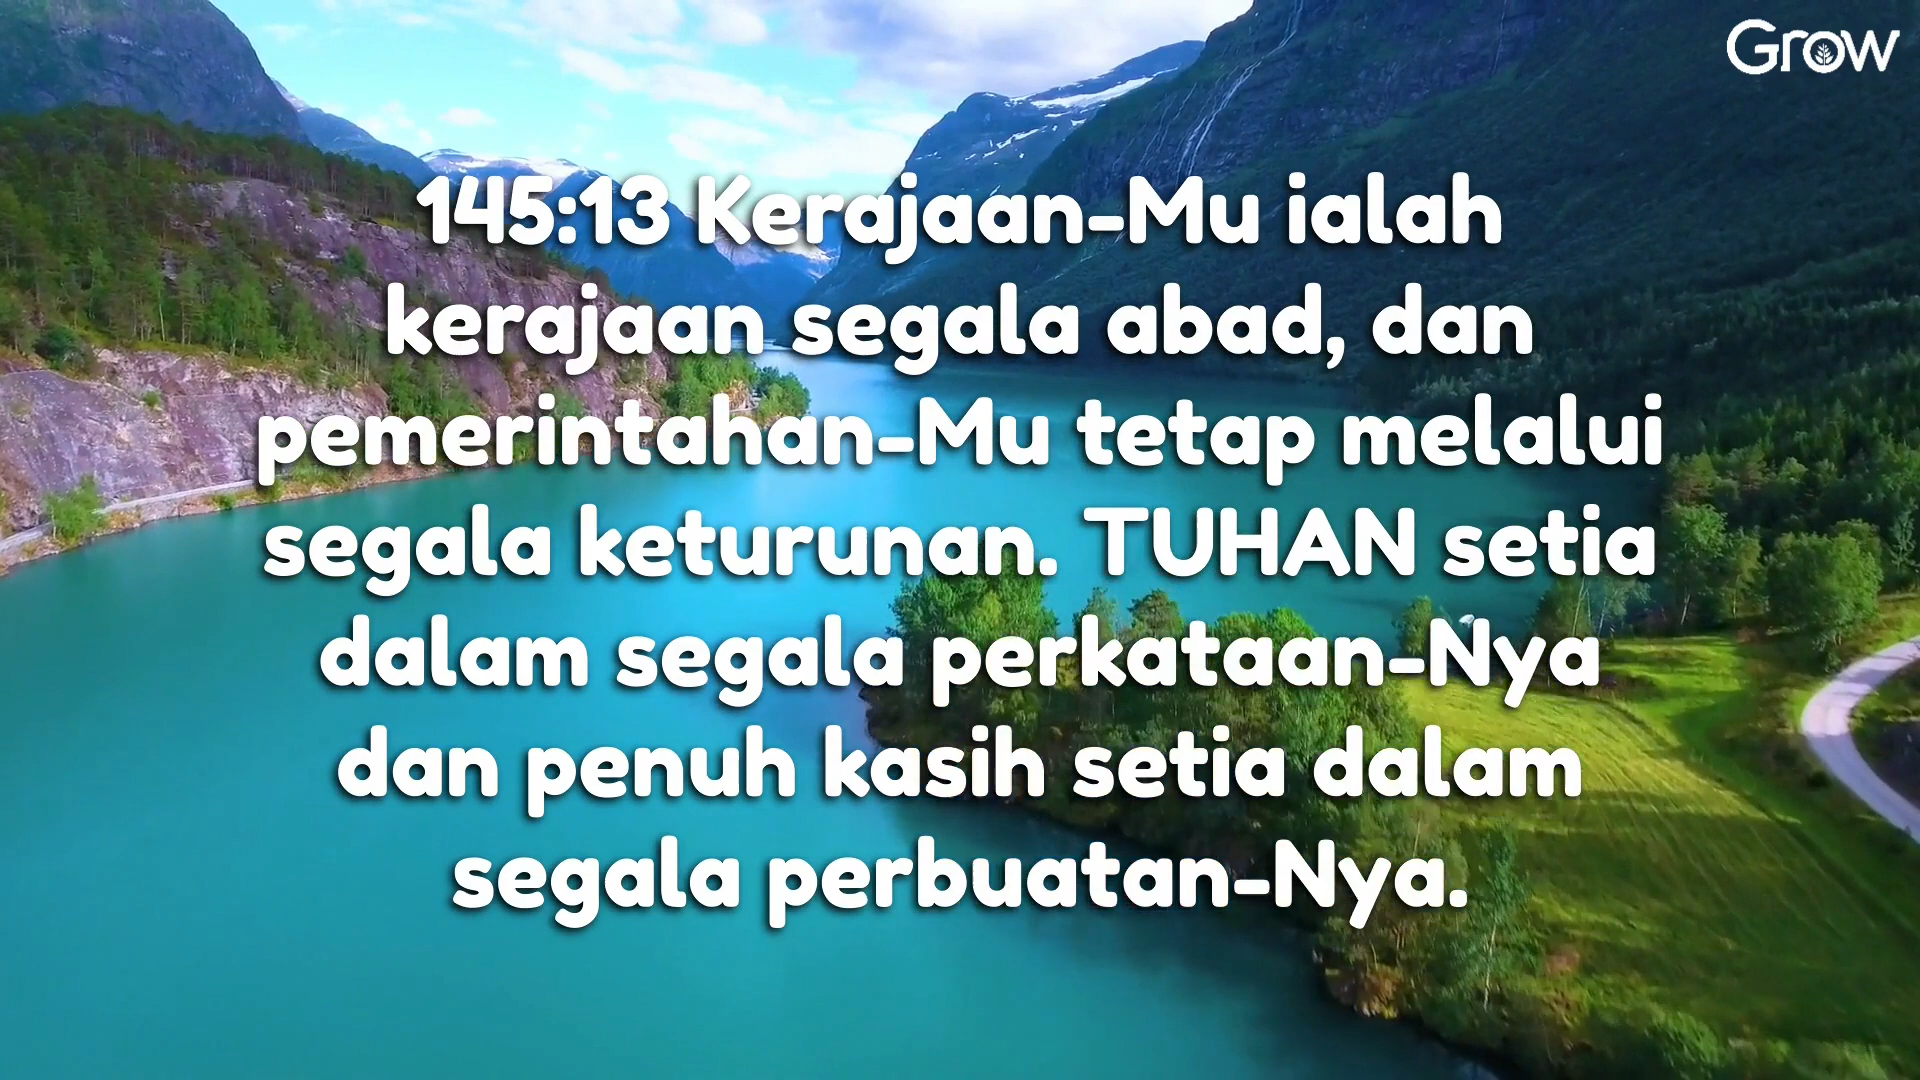 Grow
145:13 Kerajaan-Mu ialah
kerajaan segala abad, dan
pemerintahan-Mu tetap melalui
segala keturunan. TUHAN setia
dalam segala perkataan-Nya
dan penuh kasih setia dalam
segala perbuatan-Nya.